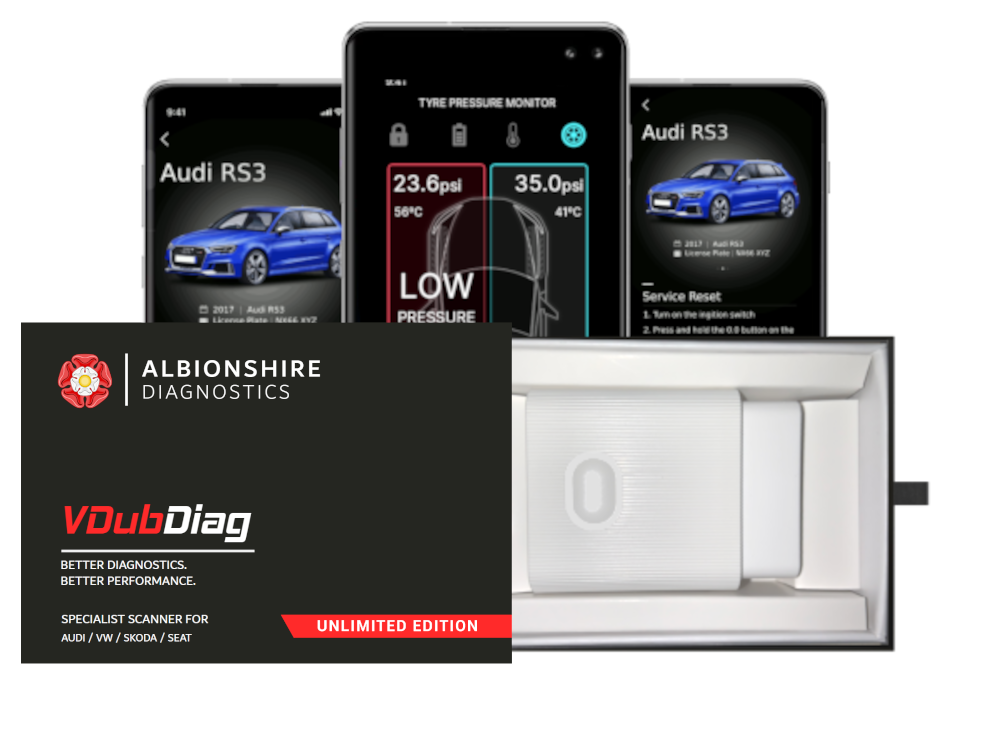 9:41
Audi RS3
2017 | Audi RS3
License Plate | NX66 XYZ
TYRE PRESSURE MONITOR
23.6psi
35.0psi
56ºC
41ºC
LOW
PRESSURE
Audi RS3
2017 | Audi RS3
License Plate | NX66 XYZ
Service Reset
1. Turn on the ingition switch
2. Press and hold the 0.0 button on the
ALBIONSHIRE
DIAGNOSTICS
VDubDiag
BETTER DIAGNOSTICS.
BETTER PERFORMANCE.
SPECIALIST SCANNER FOR
AUDI / VW / SKODA / SEAT
UNLIMITED EDITION